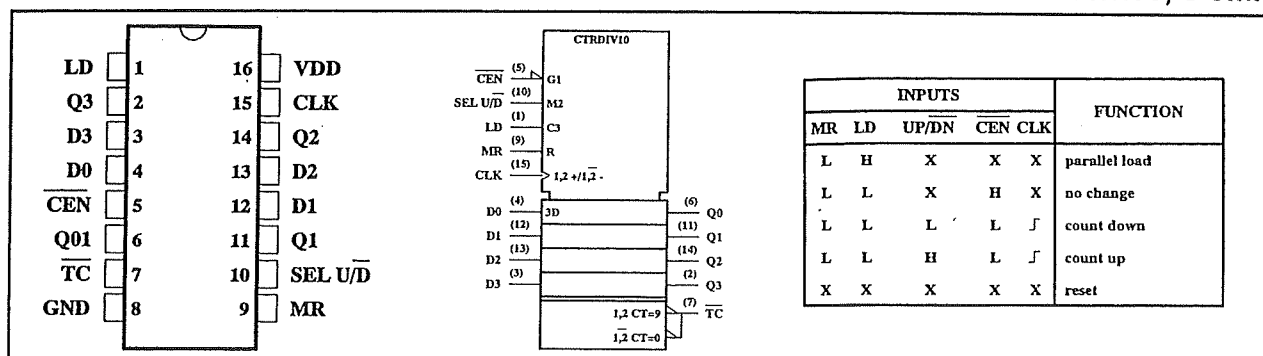 LD 1 16 VDD
Q3 2 15 CLK
D3 3 14 Q2
D0 4 13 D2
CEN 5 12 D1
Q01 6 11 Q1
TC 7 10 SEL U/D
GND 8 9 MR
CTRDIV10
CEN (5) G1
SEL U/D (10) M2
LD (1) C3
MR (9) R
CLK (15) 1,2 +/1,2 -
D0 (4) 3D (6) Q0
D1 (12) (11) Q1
D2 (13) (14) Q2
D3 (3) (2) Q3
1,2 CT=9 (7) TC
1,2 CT=0
INPUTS FUNCTION
MR LD UP/DN CEN CLK
L H X X X parallel load
L L X H X no change
L L L L count down
L L H L count up
X X X X X reset